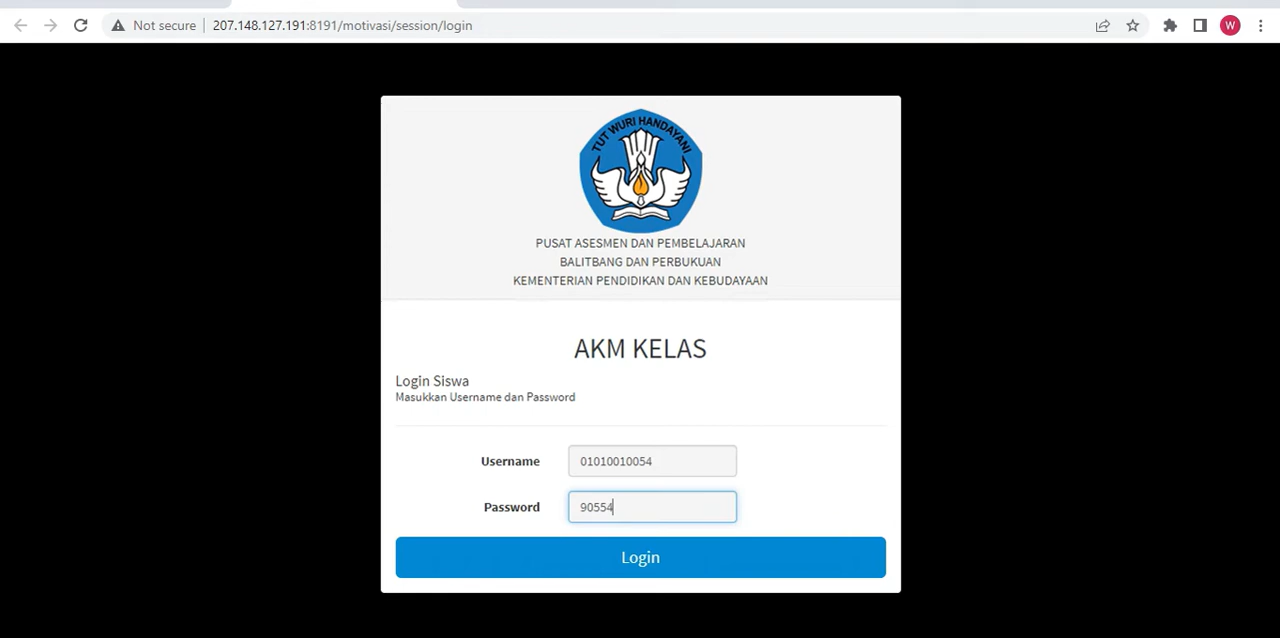 Not secure
207.148.127.191:8191/motivasi/session/login
W
TUT WURI HANDAYANI
PUSAT ASESMEN DAN PEMBELAJARAN
BALITBANG DAN PERBUKUAN
KEMENTERIAN PENDIDIKAN DAN KEBUDAYAAN
AKM KELAS
Login Siswa
Masukkan Username dan Password
Username 01010010054
Password 90554
Login